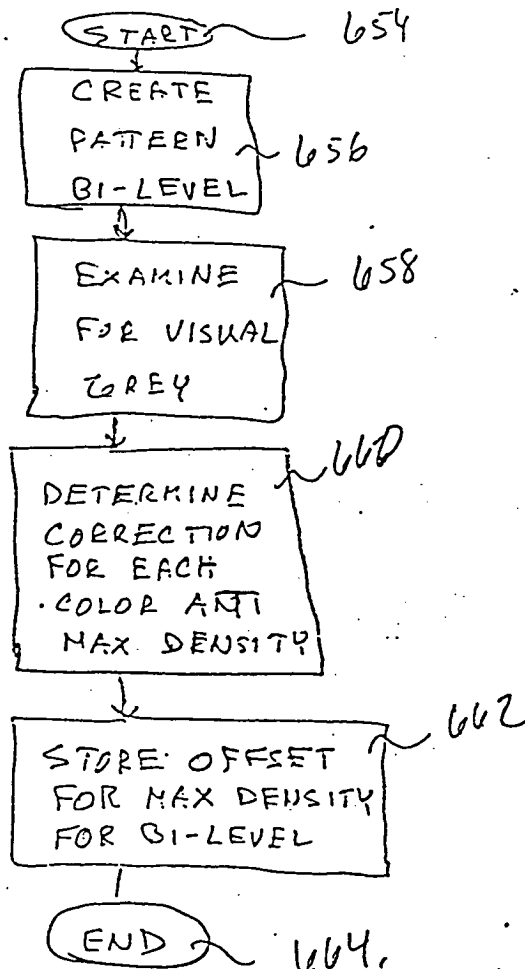 START 654
CREATE
PATTERN 656
BI-LEVEL
EXAMINE 658
FOR VISUAL
GREY
660
DETERMINE
CORRECTION
FOR EACH
COLOR
MAX DENSITY
662
STORE OFFSET
FOR MAX DENSITY
FOR BI-LEVEL
END 664.